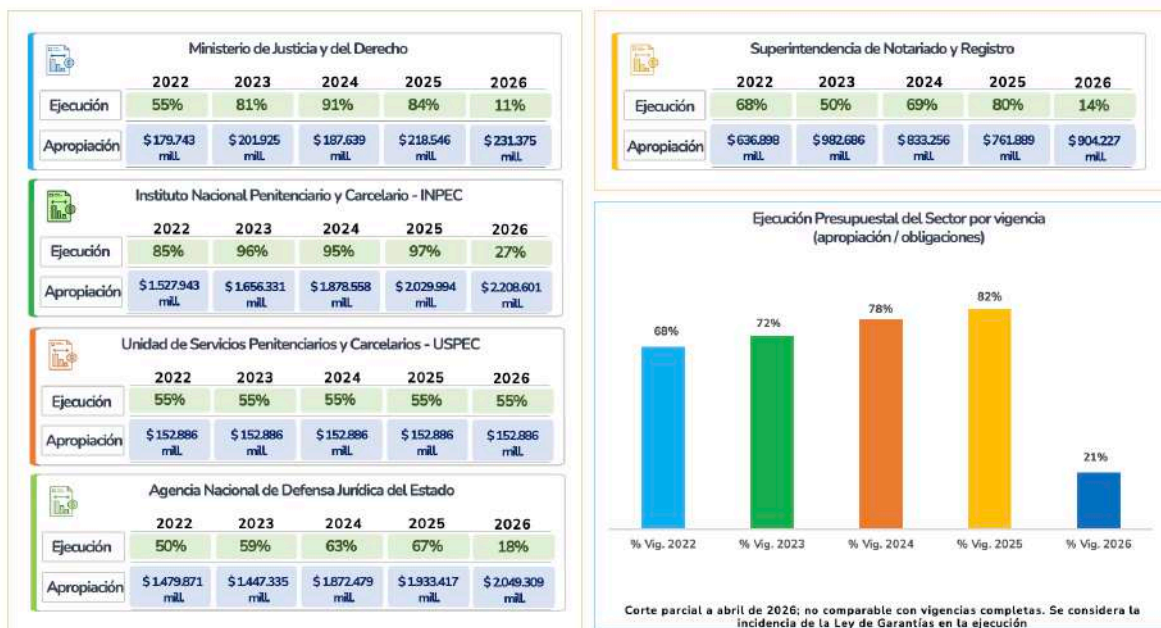 Ministerio de Justicia y del Derecho
2022 2023 2024 2025 2026
Ejecución 55% 81% 91% 84% 11%
Apropiación $179.743 mill. $201.925 mill. $187.639 mill. $218.546 mill. $231.375 mill.
Instituto Nacional Penitenciario y Carcelario - INPEC
2022 2023 2024 2025 2026
Ejecución 85% 96% 95% 97% 27%
Apropiación $1.527.943 mill. $1.656.331 mill. $1.878.558 mill. $2.029.994 mill. $2.208.601 mill.
Unidad de Servicios Penitenciarios y Carcelarios - USPEC
2022 2023 2024 2025 2026
Ejecución 55% 55% 55% 55% 55%
Apropiación $152.886 mill. $152.886 mill. $152.886 mill. $152.886 mill. $152.886 mill.
Agencia Nacional de Defensa Jurídica del Estado
2022 2023 2024 2025 2026
Ejecución 50% 59% 63% 67% 18%
Apropiación $1.479.871 mill. $1.447.335 mill. $1.872.479 mill. $1.933.417 mill. $2.049.309 mill.
Superintendencia de Notariado y Registro
2022 2023 2024 2025 2026
Ejecución 68% 50% 69% 80% 14%
Apropiación $636.898 mill. $982.686 mill. $833.256 mill. $761.889 mill. $904.227 mill.
Ejecución Presupuestal del Sector por vigencia
(apropiación / obligaciones)
68% 72% 78% 82% 21%
% Vig. 2022 % Vig. 2023 % Vig. 2024 % Vig. 2025 % Vig. 2026
Corte parcial a abril de 2026; no comparable con vigencias completas. Se considera la
incidencia de la Ley de Garantías en la ejecución